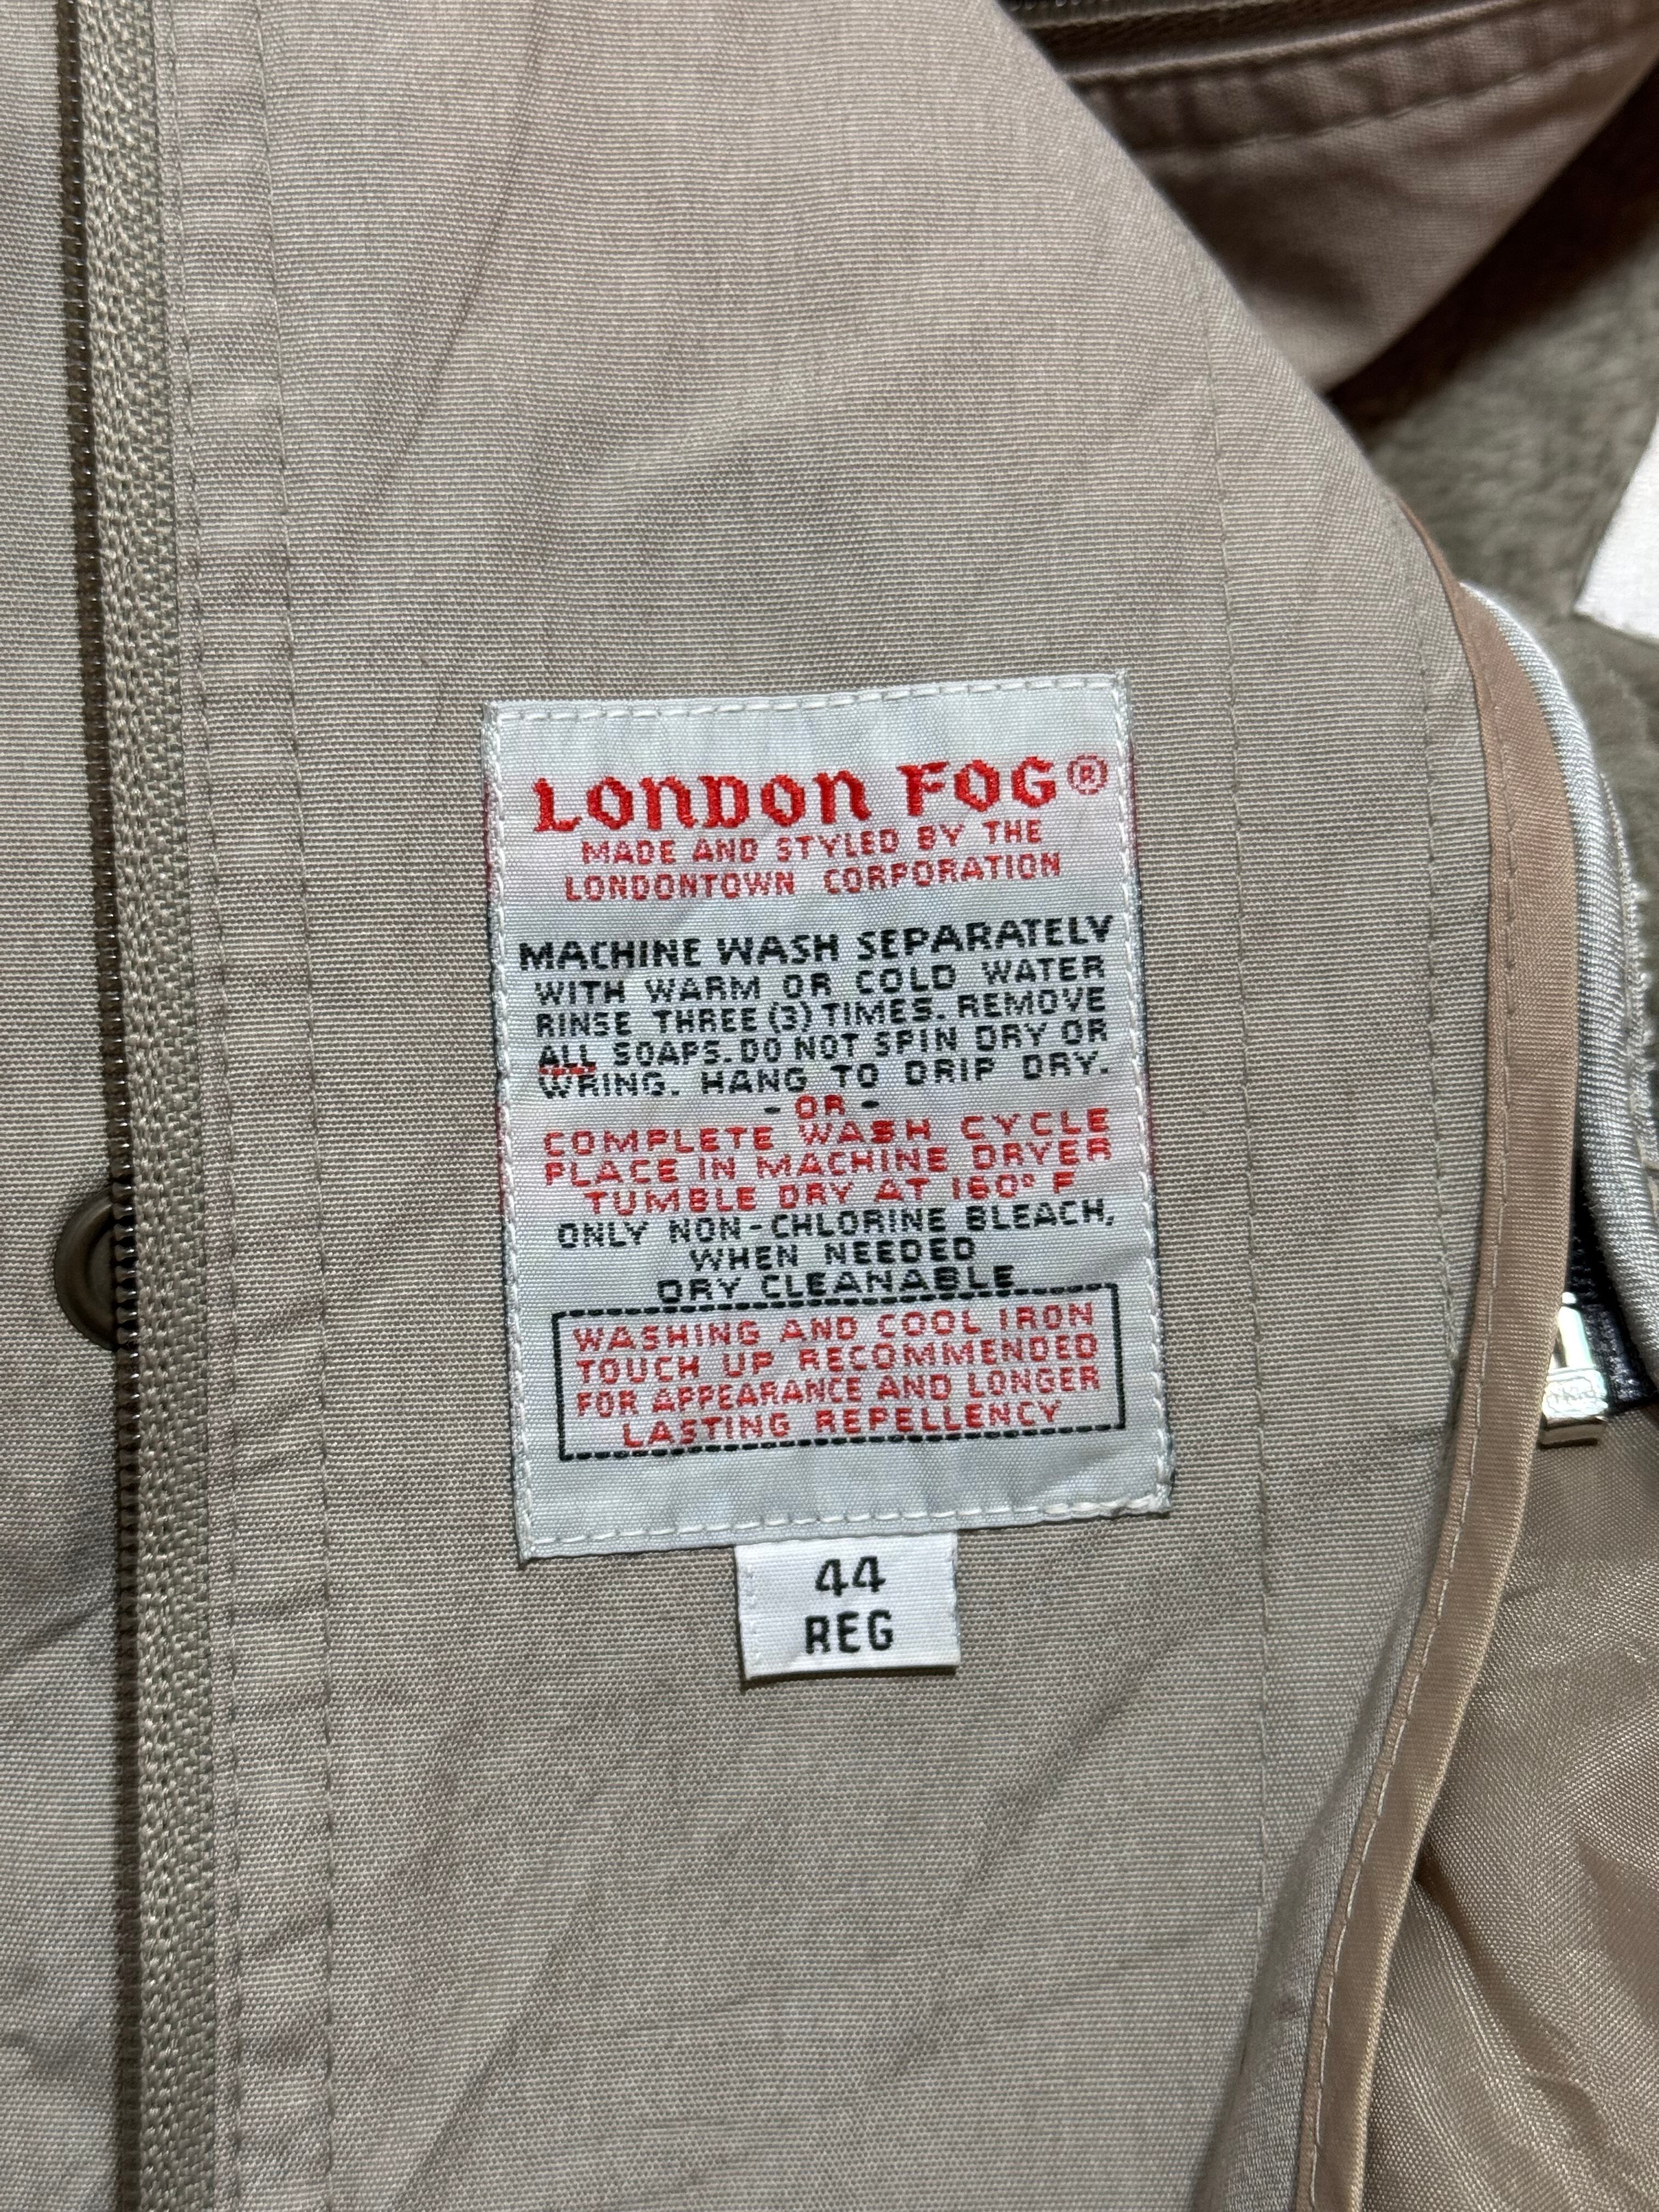 LONDON FOG®
MADE AND STYLED BY THE
LONDONTOWN CORPORATION
MACHINE WASH SEPARATELY
WITH WARM OR COLD WATER
RINSE THREE (3) TIMES. REMOVE
ALL SOAPS. DO NOT SPIN DRY OR
WRING. HANG TO DRIP DRY.
- OR -
COMPLETE WASH CYCLE
PLACE IN MACHINE DRYER
TUMBLE DRY AT 160° F
ONLY NON-CHLORINE BLEACH,
WHEN NEEDED
DRY CLEANABLE
WASHING AND COOL IRON
TOUCH UP RECOMMENDED
FOR APPEARANCE AND LONGER
LASTING REPELLENCY
44
REG